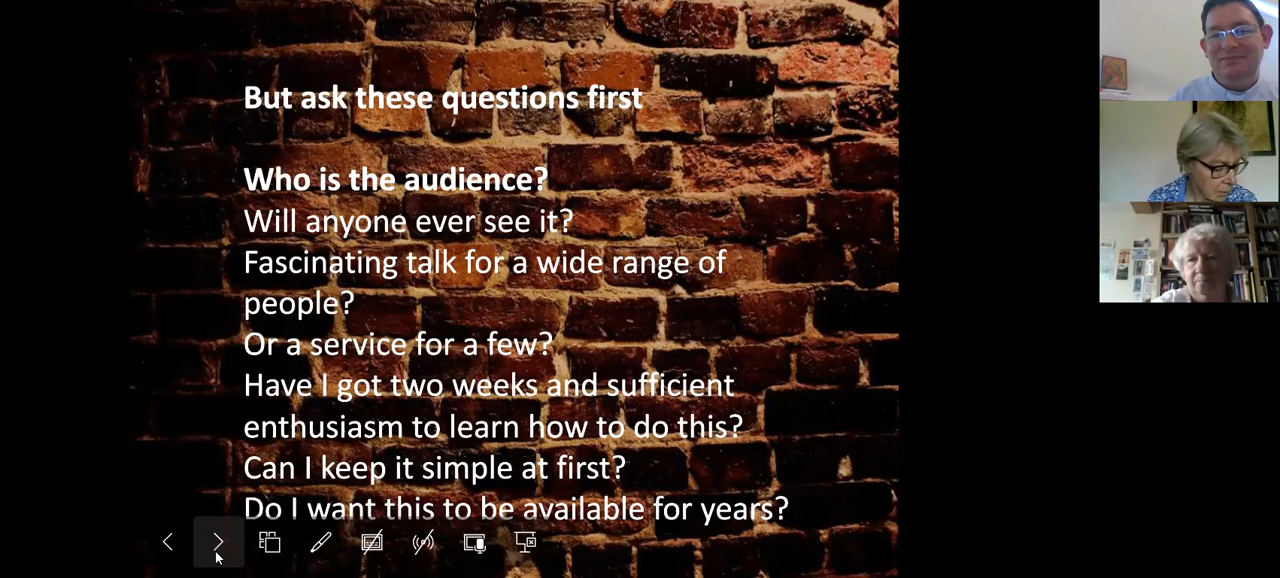 But ask these questions first
Who is the audience?
Will anyone ever see it?
Fascinating talk for a wide range of
people?
Or a service for a few?
Have I got two weeks and sufficient
enthusiasm to learn how to do this?
Can I keep it simple at first?
Do I want this to be available for years?